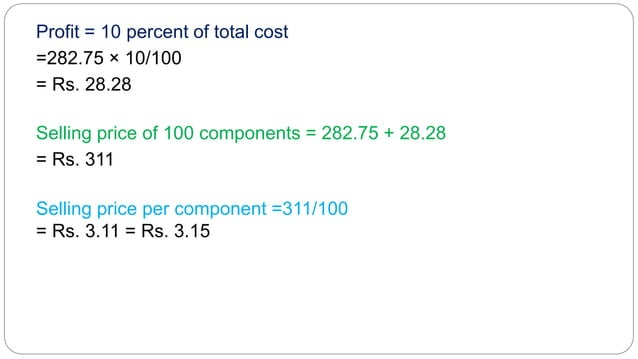 Profit = 10 percent of total cost
=282.75 × 10/100
= Rs. 28.28
Selling price of 100 components = 282.75 + 28.28
= Rs. 311
Selling price per component =311/100
= Rs. 3.11 = Rs. 3.15